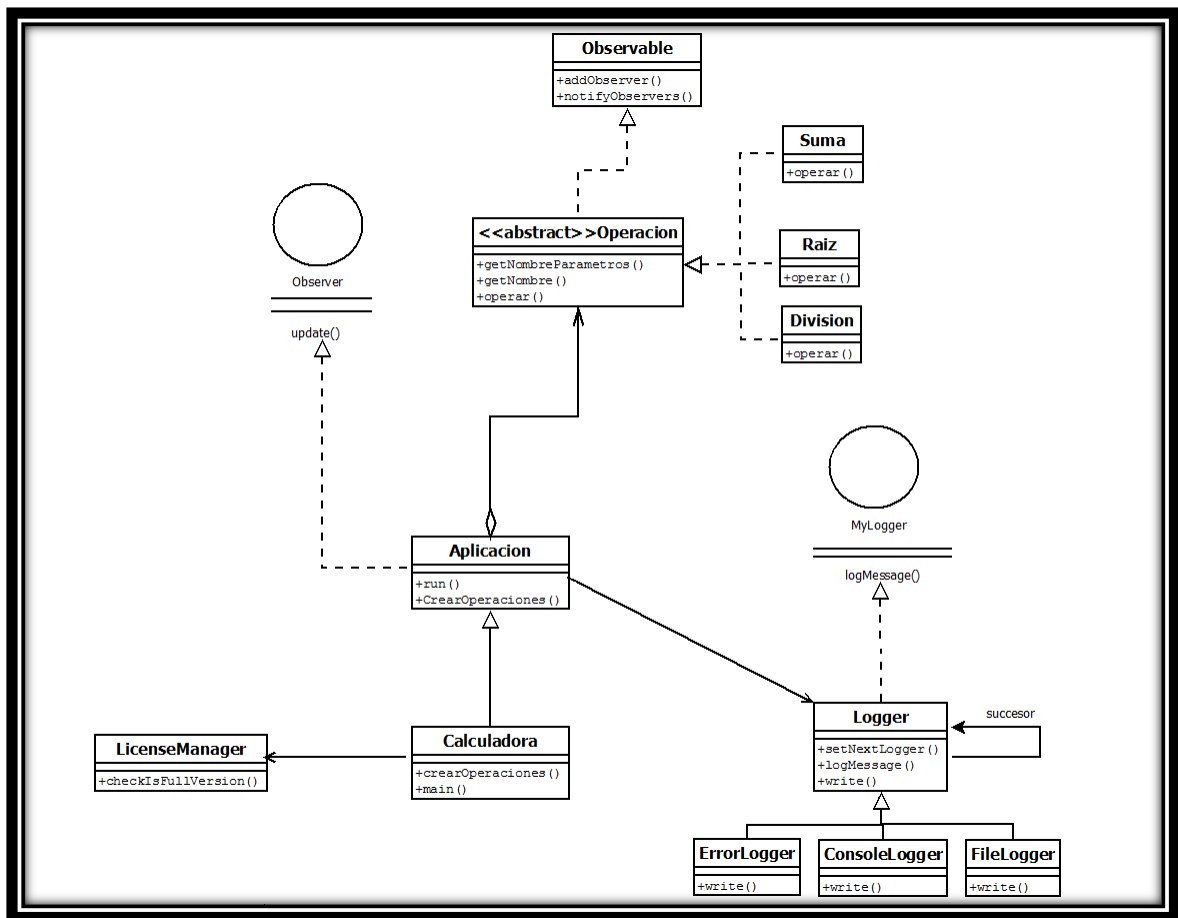 Observable
+addObserver()
+notifyObservers()
Suma
+operar()
<<abstract>>Operacion
+getNombreParametros()
+getNombre()
+operar()
Raiz
+operar()
Division
+operar()
Observer
update()
MyLogger
logMessage()
Aplicacion
+run()
+CrearOperaciones()
Logger
+setNextLogger()
+logMessage()
+write()
succesor
LicenseManager
+checkIsFullVersion()
Calculadora
+crearOperaciones()
+main()
ErrorLogger
+write()
ConsoleLogger
+write()
FileLogger
+write()